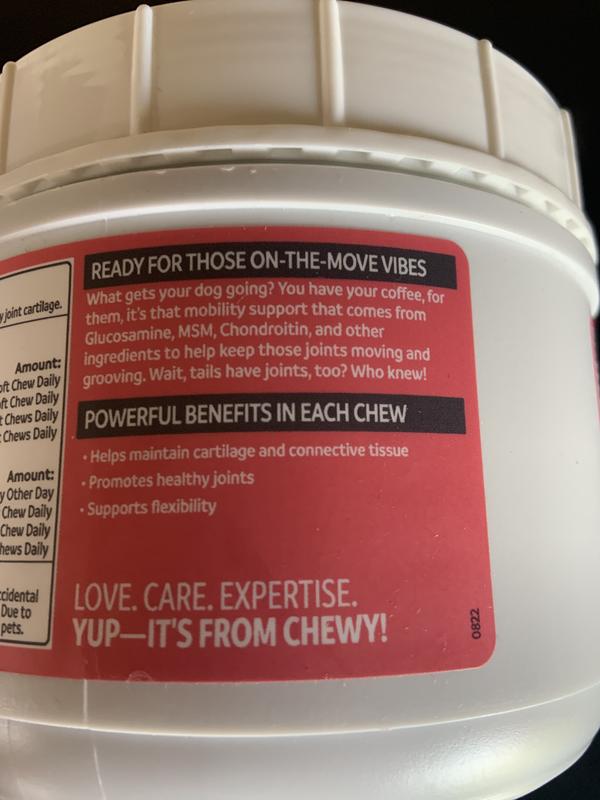 READY FOR THOSE ON-THE-MOVE VIBES
What gets your dog going? You have your coffee, for
them, it's that mobility support that comes from
Glucosamine, MSM, Chondroitin, and other
ingredients to help keep those joints moving and
grooving. Wait, tails have joints, too? Who knew!
POWERFUL BENEFITS IN EACH CHEW
• Helps maintain cartilage and connective tissue
• Promotes healthy joints
• Supports flexibility
LOVE. CARE. EXPERTISE.
YUP—IT'S FROM CHEWY!
0822
joint cartilage.
Amount:
Chew Daily
Chew Daily
Chews Daily
Chews Daily
Amount:
Other Day
Chew Daily
Chew Daily
Daily
Due to
pets.